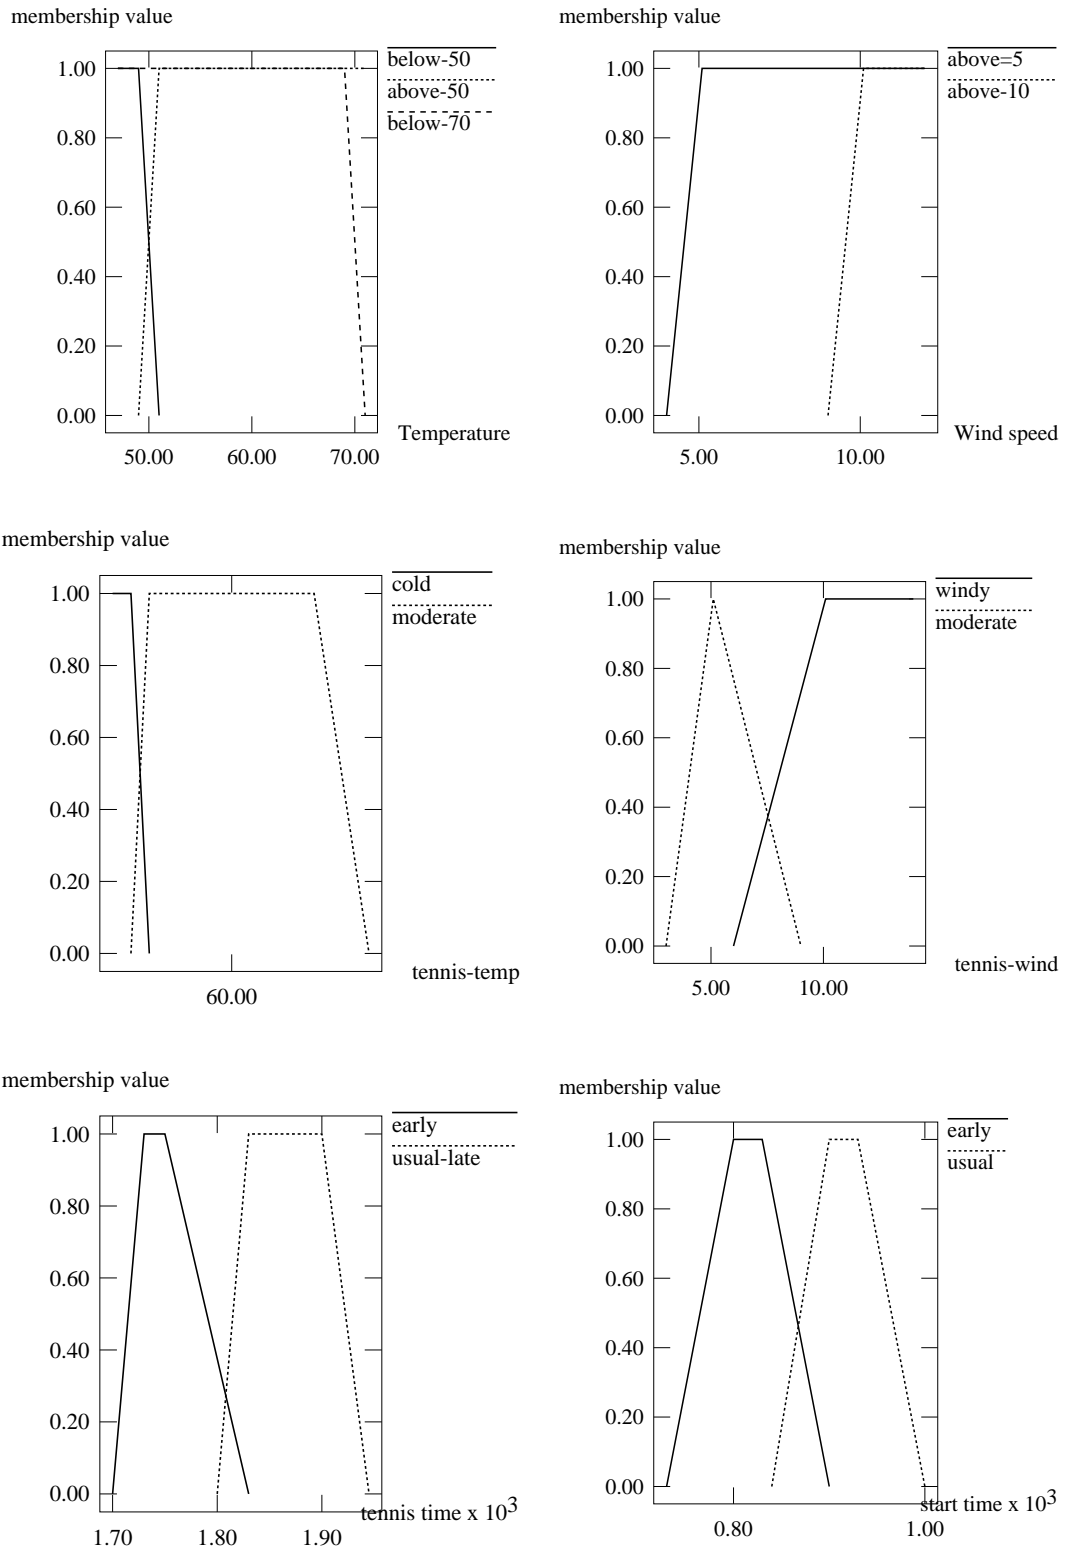 membership value
1.00
0.80
0.60
0.40
0.20
0.00
50.00 60.00 70.00
Temperature
below-50
above-50
below-70
membership value
1.00
0.80
0.60
0.40
0.20
0.00
5.00 10.00
Wind speed
above=5
above-10
membership value
1.00
0.80
0.60
0.40
0.20
0.00
60.00
tennis-temp
cold
moderate
membership value
1.00
0.80
0.60
0.40
0.20
0.00
5.00 10.00
tennis-wind
windy
moderate
membership value
1.00
0.80
0.60
0.40
0.20
0.00
1.70 1.80 1.90
tennis time x 10³
early
usual-late
membership value
1.00
0.80
0.60
0.40
0.20
0.00
0.80 1.00
start time x 10³
early
usual